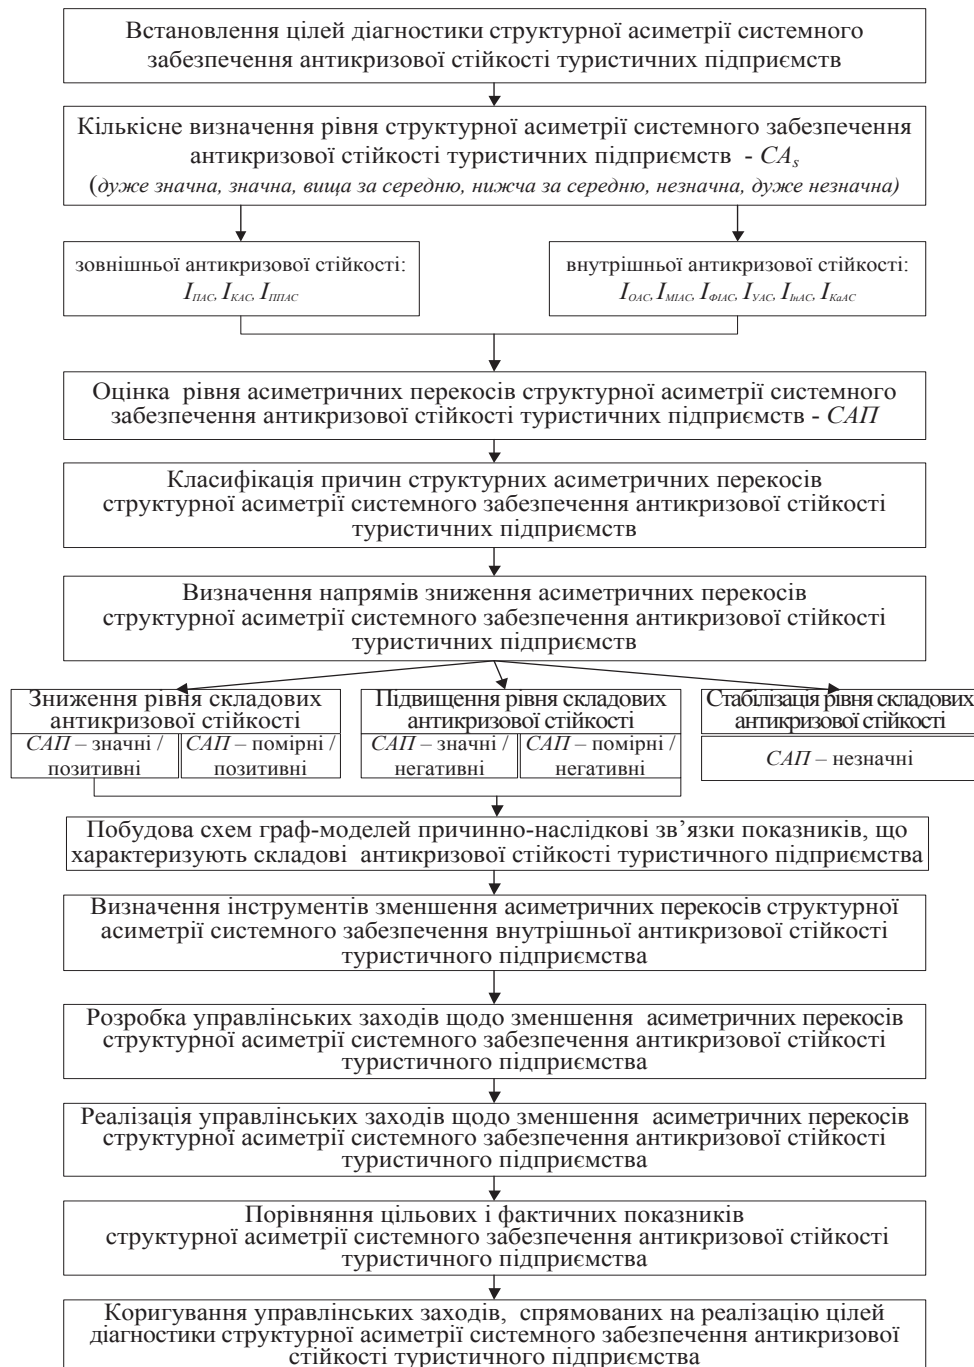 Встановлення цілей діагностики структурної асиметрії системного
забезпечення антикризової стійкості туристичних підприємств
Кількісне визначення рівня структурної асиметрії системного забезпечення
антикризової стійкості туристичних підприємств - CA_s
(дуже значна, значна, вища за середню, нижча за середню, незначна, дуже незначна)
зовнішньої антикризової стійкості:
I_ПАС, I_КАС, I_ППАС
внутрішньої антикризової стійкості:
I_ОАС, I_МІАС, I_ФІАС, I_УАС, I_ІнАС, I_КаАС
Оцінка рівня асиметричних перекосів структурної асиметрії системного
забезпечення антикризової стійкості туристичних підприємств - САП
Класифікація причин структурних асиметричних перекосів
структурної асиметрії системного забезпечення антикризової стійкості
туристичних підприємств
Визначення напрямів зниження асиметричних перекосів
структурної асиметрії системного забезпечення антикризової стійкості
туристичних підприємств
Зниження рівня складових
антикризової стійкості
САП – значні /
позитивні
САП – помірні /
позитивні
Підвищення рівня складових
антикризової стійкості
САП – значні /
негативні
САП – помірні /
негативні
Стабілізація рівня складових
антикризової стійкості
САП – незначні
Побудова схем граф-моделей причинно-наслідкові зв’язки показників, що
характеризують складові антикризової стійкості туристичного підприємства
Визначення інструментів зменшення асиметричних перекосів структурної
асиметрії системного забезпечення внутрішньої антикризової стійкості
туристичного підприємства
Розробка управлінських заходів щодо зменшення асиметричних перекосів
структурної асиметрії системного забезпечення антикризової стійкості
туристичного підприємства
Реалізація управлінських заходів щодо зменшення асиметричних перекосів
структурної асиметрії системного забезпечення антикризової стійкості
туристичного підприємства
Порівняння цільових і фактичних показників
структурної асиметрії системного забезпечення антикризової стійкості
туристичного підприємства
Коригування управлінських заходів, спрямованих на реалізацію цілей
діагностики структурної асиметрії системного забезпечення антикризової
стійкості туристичного підприємства